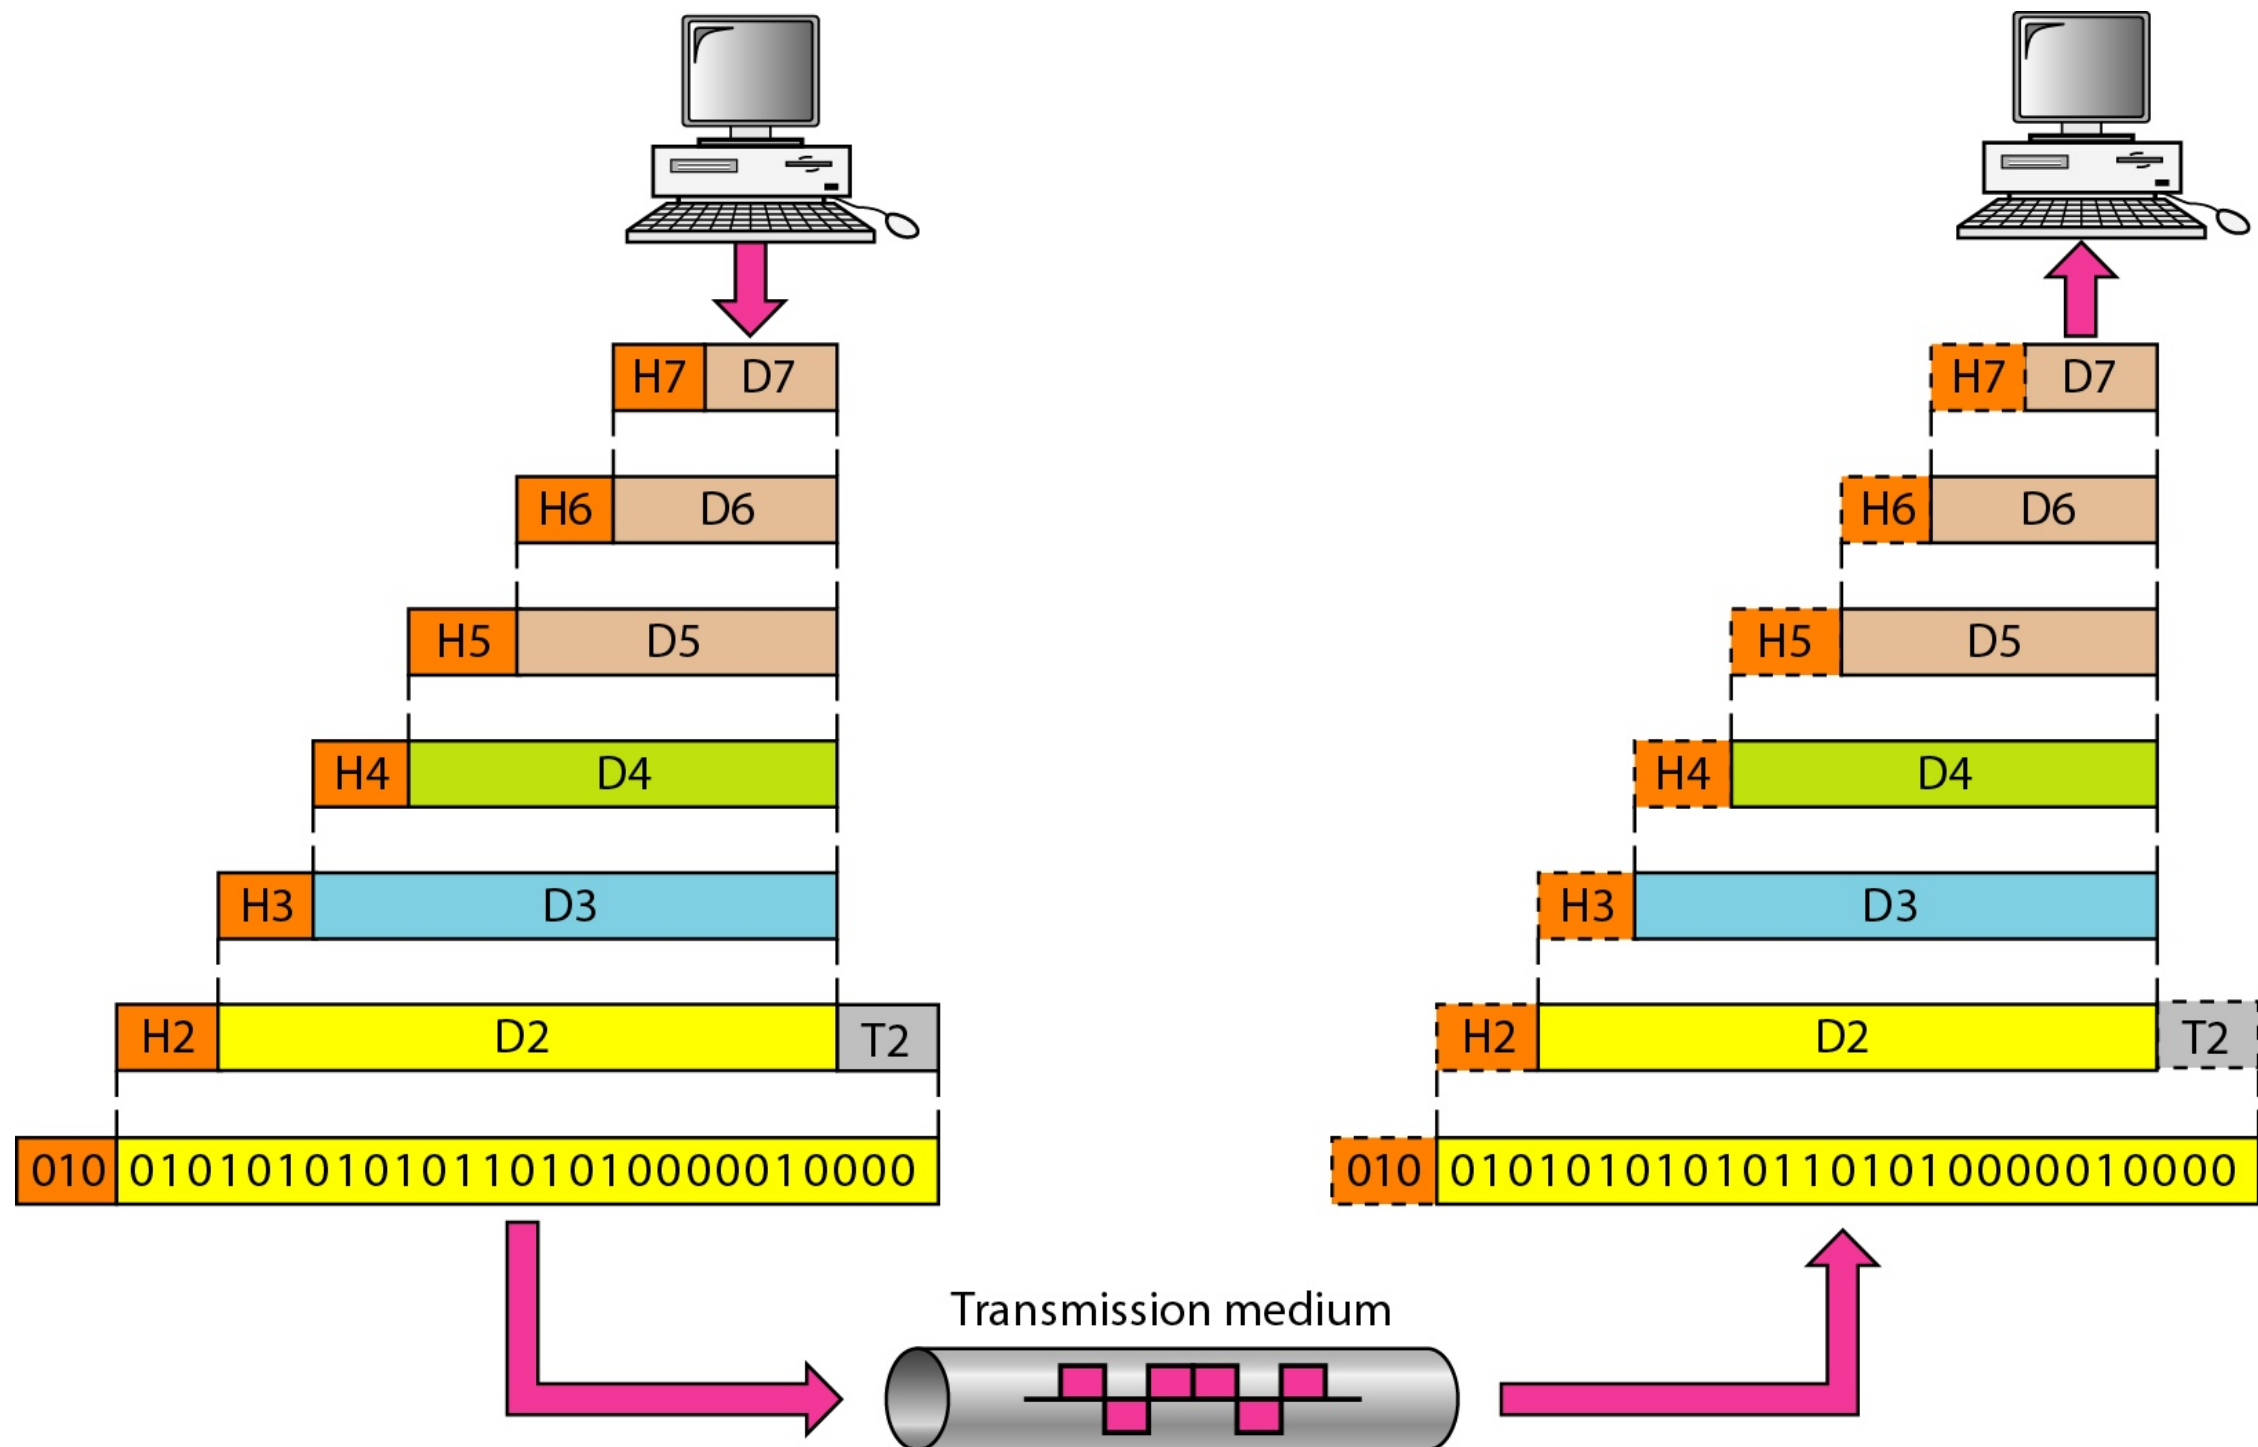 H7 D7 H7 D7
H6 D6 H6 D6
H5 D5 H5 D5
H4 D4 H4 D4
H3 D3 H3 D3
H2 D2 T2 H2 D2 T2
010 010101010101101010000010000 010 010101010101101010000010000
Transmission medium